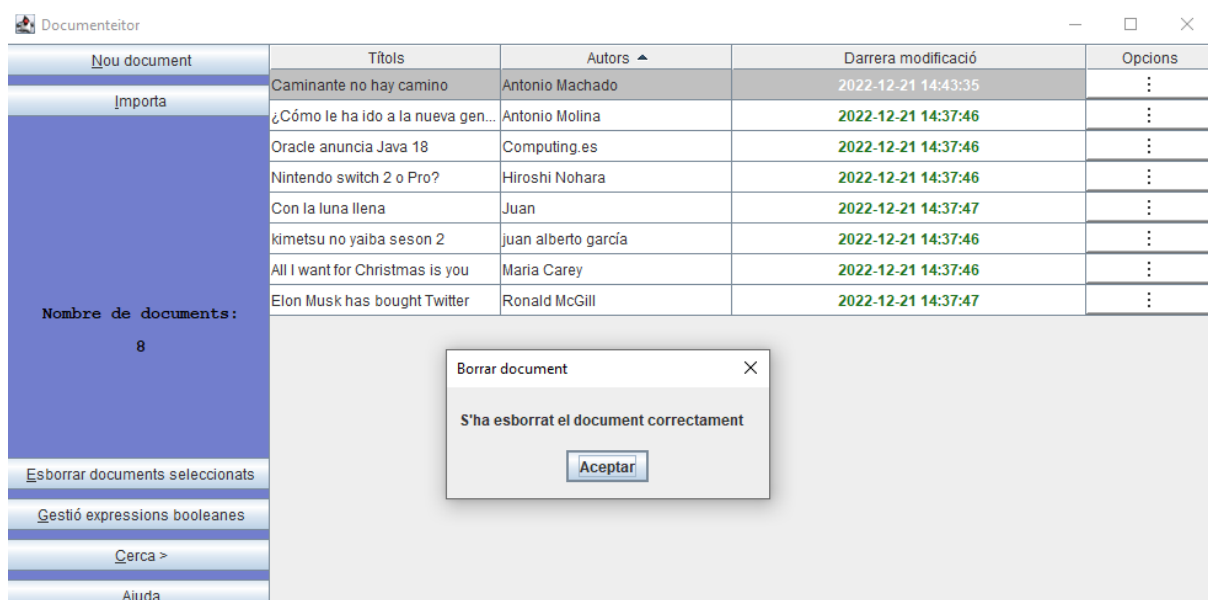 Documenteitor
Nou document
Importa
Nombre de documents:
8
Esborrar documents seleccionats
Gestió expressions booleanes
Cerca >
Ajuda
Títols Autors Darrera modificació Opcions
Caminante no hay camino Antonio Machado 2022-12-21 14:43:35
¿Cómo le ha ido a la nueva gen... Antonio Molina 2022-12-21 14:37:46
Oracle anuncia Java 18 Computing.es 2022-12-21 14:37:46
Nintendo switch 2 o Pro? Hiroshi Nohara 2022-12-21 14:37:46
Con la luna llena Juan 2022-12-21 14:37:47
kimetsu no yaiba seson 2 juan alberto garcía 2022-12-21 14:37:46
All I want for Christmas is you Maria Carey 2022-12-21 14:37:46
Elon Musk has bought Twitter Ronald McGill 2022-12-21 14:37:47
Borrar document
S'ha esborrat el document correctament
Aceptar